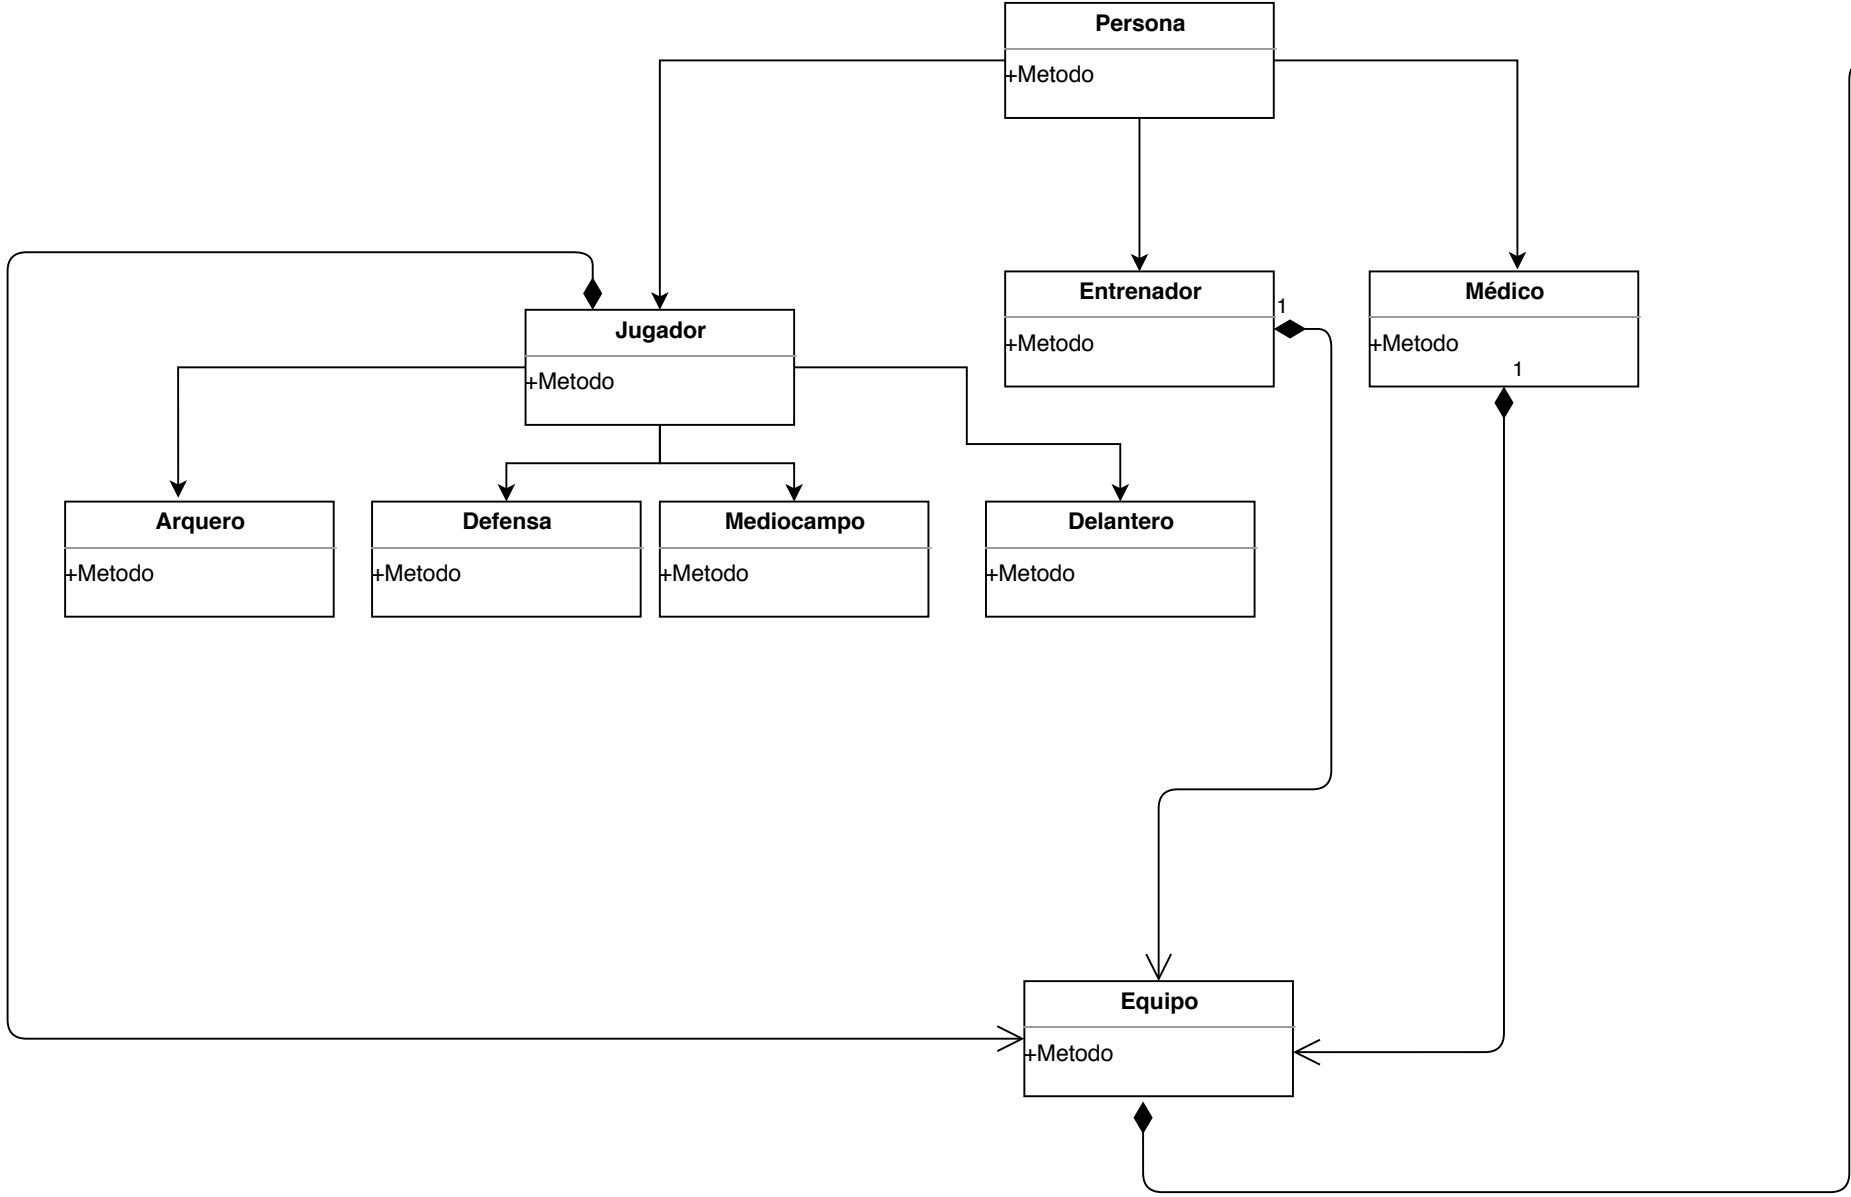 Persona
+Metodo
Entrenador
+Metodo
1
Médico
+Metodo
1
Jugador
+Metodo
Arquero
+Metodo
Defensa
+Metodo
Mediocampo
+Metodo
Delantero
+Metodo
Equipo
+Metodo